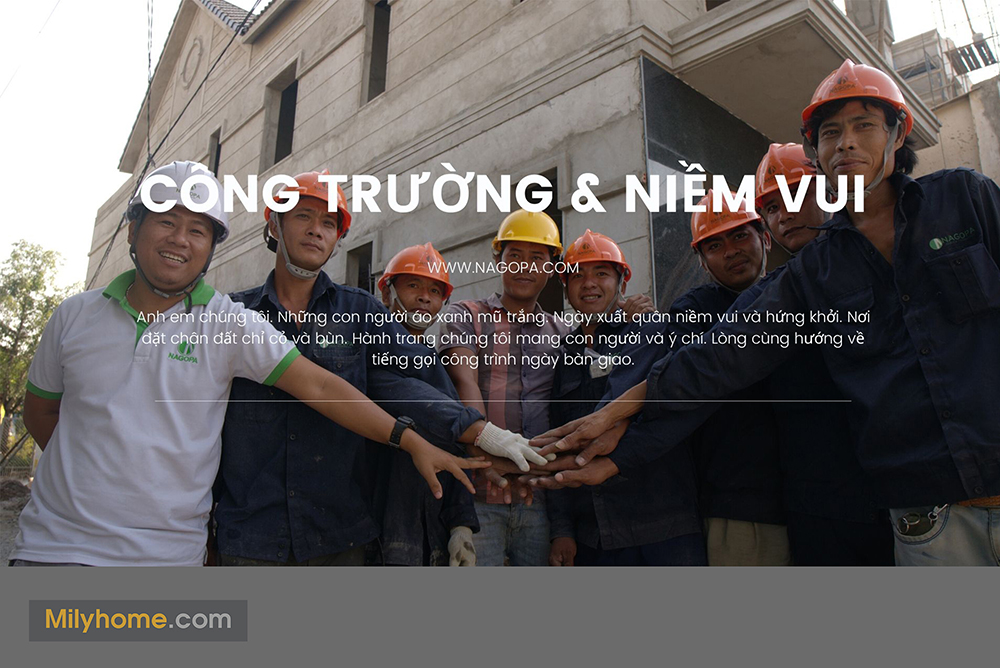 CÔNG TRƯỜNG & NIỀM VUI
WWW.NAGOPA.COM
Anh em chúng tôi. Những con người áo xanh mũ trắng. Ngày xuất quân niềm vui và hứng khởi. Nơi
đặt chân đất chỉ cỏ và bùn. Hành trang chúng tôi mang con người và ý chí. Lòng cùng hướng về
tiếng gọi công trình ngày bàn giao.
NAGOPA
NAGOPA
Milyhome.com